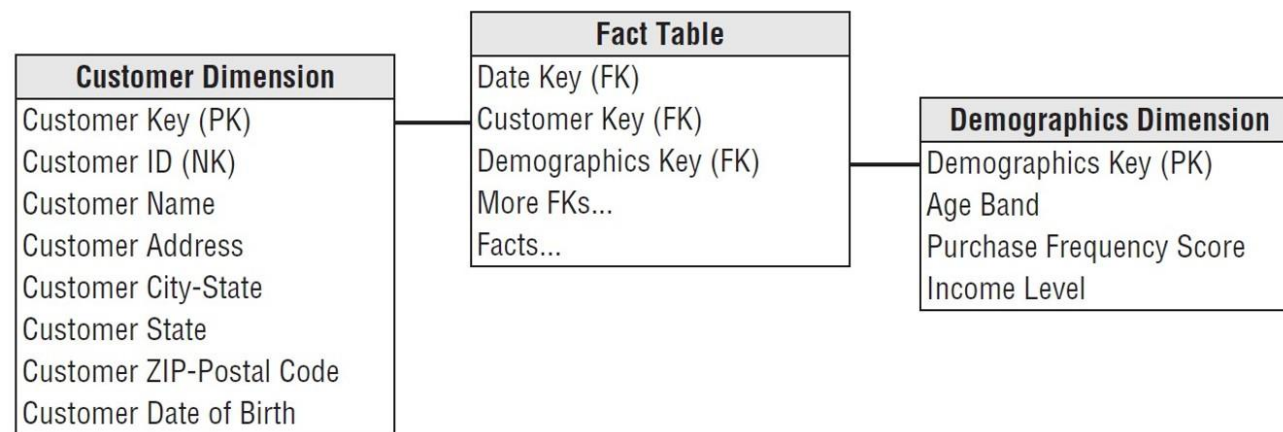 Customer Dimension
Customer Key (PK)
Customer ID (NK)
Customer Name
Customer Address
Customer City-State
Customer State
Customer ZIP-Postal Code
Customer Date of Birth
Fact Table
Date Key (FK)
Customer Key (FK)
Demographics Key (FK)
More FKs...
Facts...
Demographics Dimension
Demographics Key (PK)
Age Band
Purchase Frequency Score
Income Level